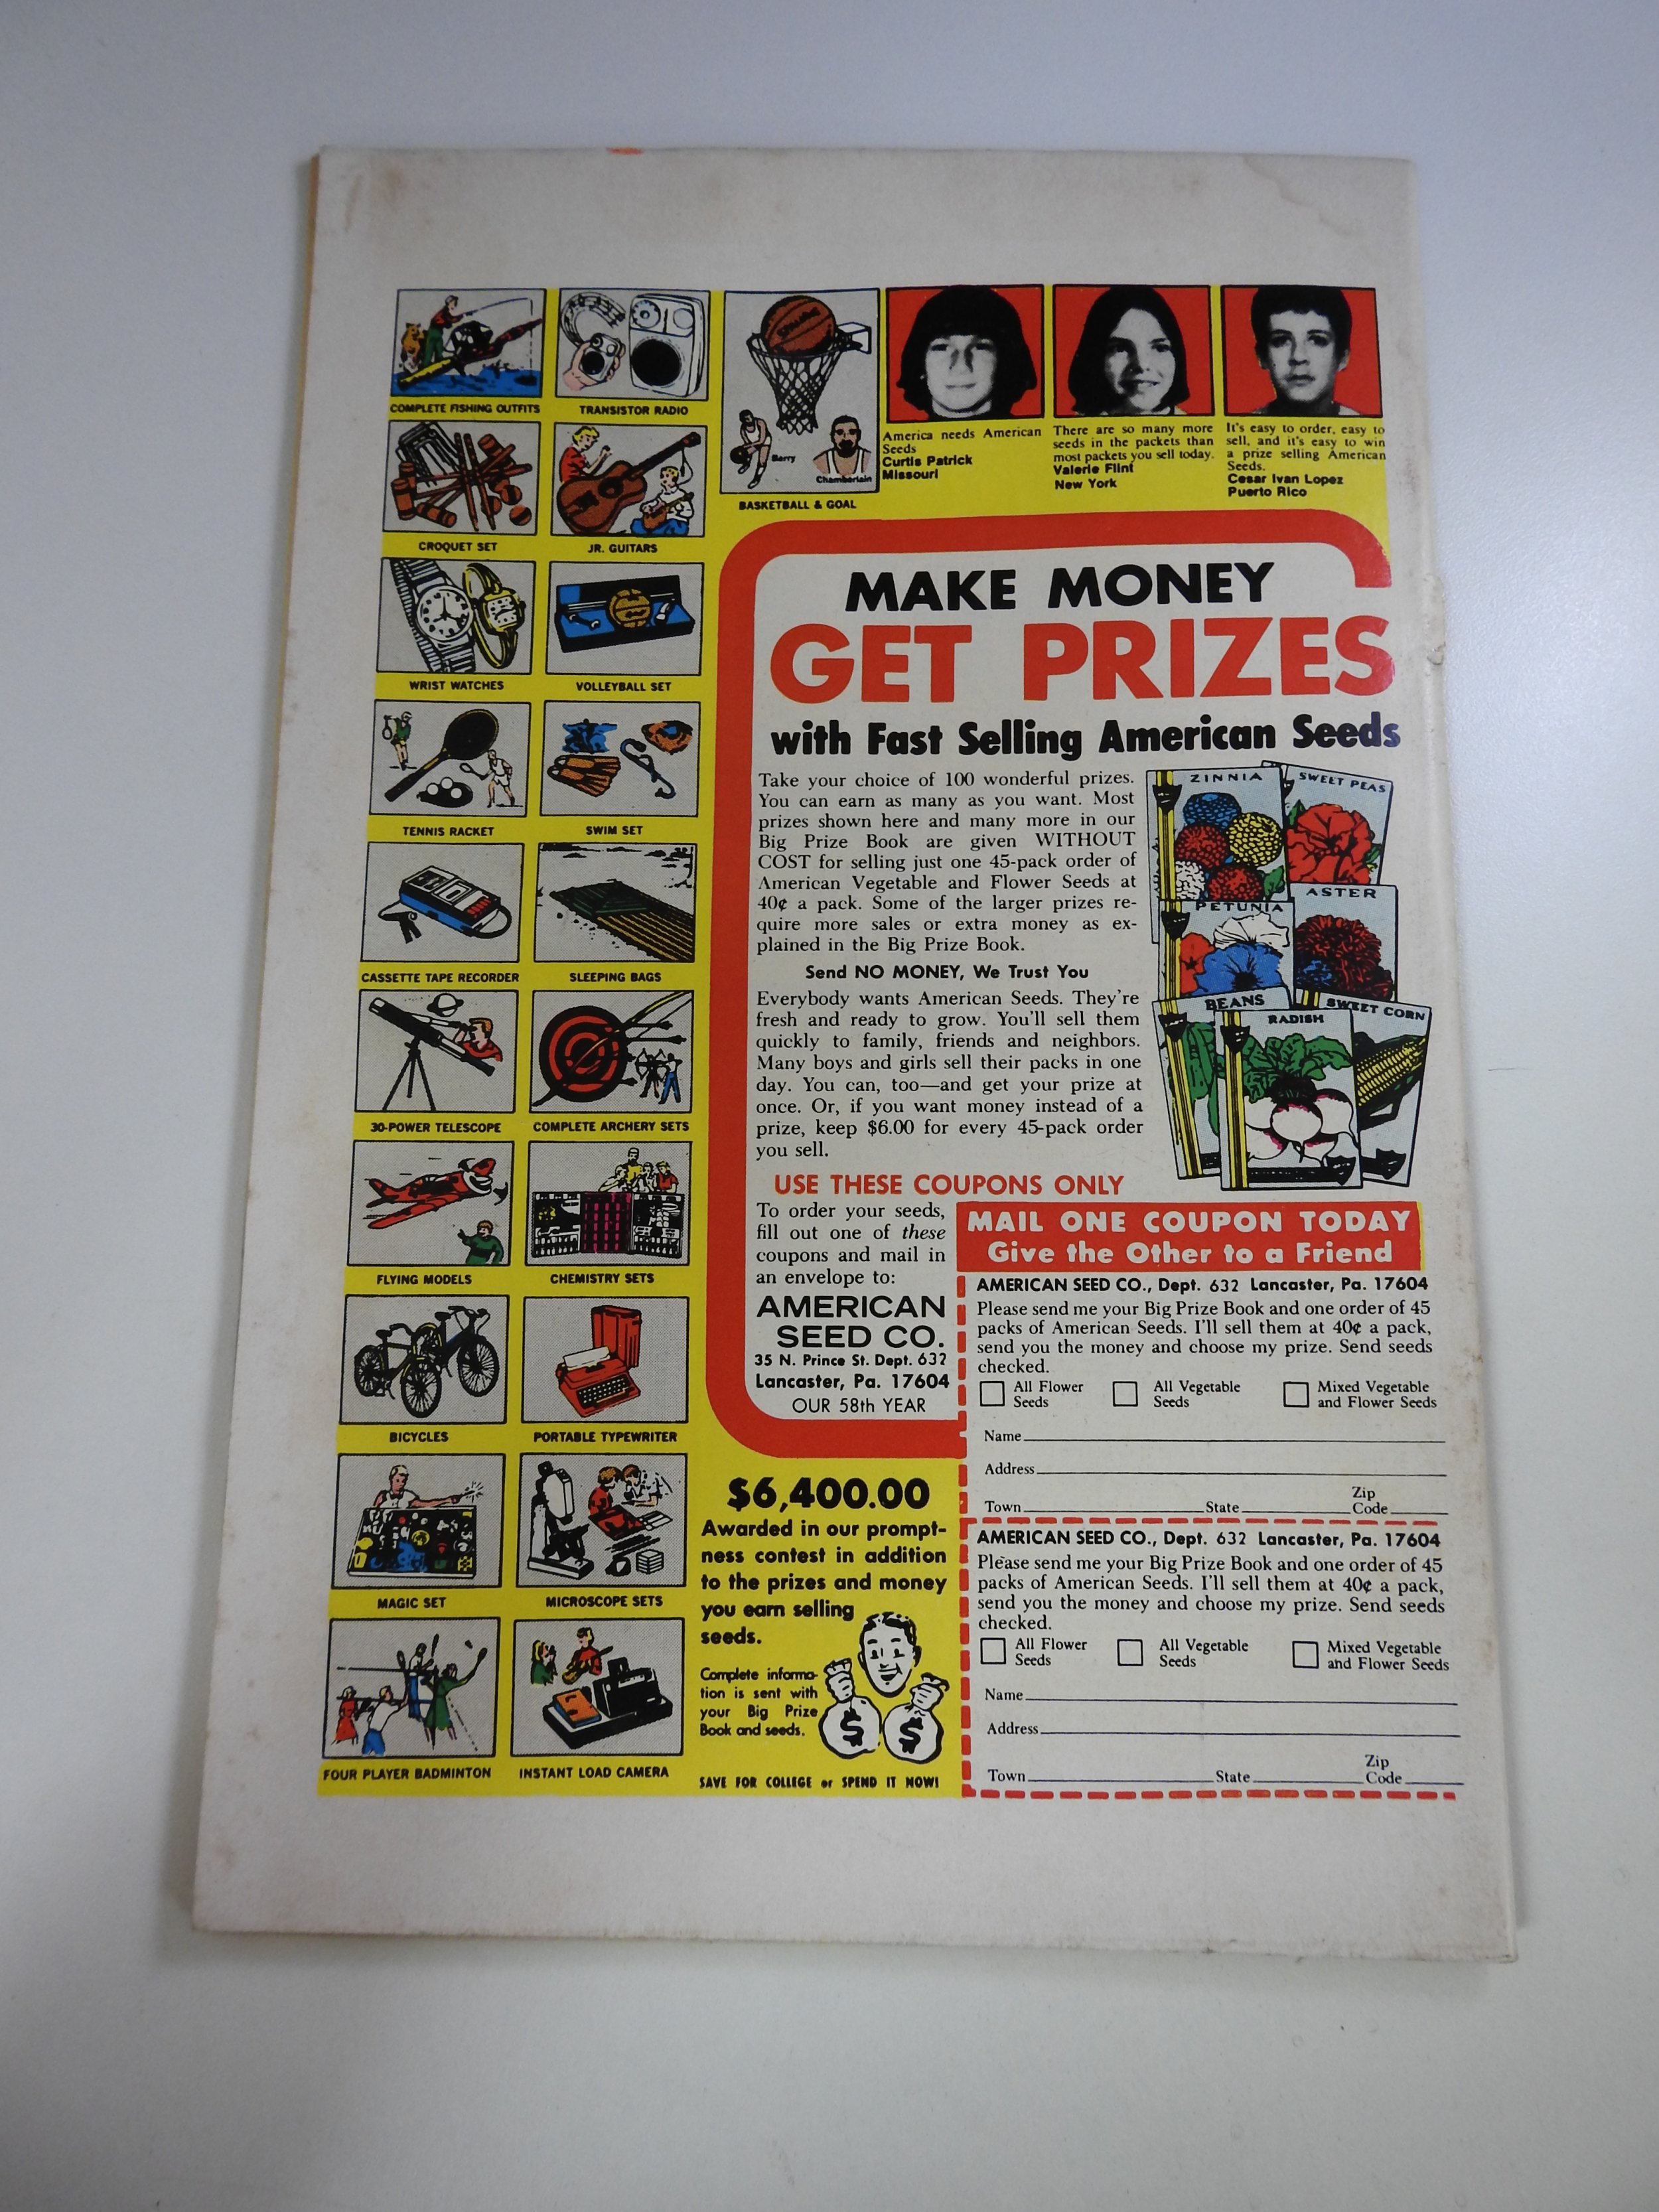 COMPLETE FISHING OUTFITS
TRANSISTOR RADIO
Spalding
Barry
Chamberlain
BASKETBALL & GOAL
America needs American
Seeds
Curtis Patrick
Missouri
There are so many more
seeds in the packets than
most packets you sell today.
Valerie Flint
New York
It's easy to order, easy to
sell, and it's easy to win
a prize selling American
Seeds.
Cesar Ivan Lopez
Puerto Rico
CROQUET SET
JR. GUITARS
WRIST WATCHES
VOLLEYBALL SET
TENNIS RACKET
SWIM SET
CASSETTE TAPE RECORDER
SLEEPING BAGS
30-POWER TELESCOPE
COMPLETE ARCHERY SETS
FLYING MODELS
CHEMISTRY SETS
BICYCLES
PORTABLE TYPEWRITER
MAGIC SET
MICROSCOPE SETS
FOUR PLAYER BADMINTON
INSTANT LOAD CAMERA
MAKE MONEY
GET PRIZES
with Fast Selling American Seeds
Take your choice of 100 wonderful prizes.
You can earn as many as you want. Most
prizes shown here and many more in our
Big Prize Book are given WITHOUT
COST for selling just one 45-pack order of
American Vegetable and Flower Seeds at
40¢ a pack. Some of the larger prizes re-
quire more sales or extra money as ex-
plained in the Big Prize Book.
Send NO MONEY, We Trust You
Everybody wants American Seeds. They're
fresh and ready to grow. You'll sell them
quickly to family, friends and neighbors.
Many boys and girls sell their packs in one
day. You can, too—and get your prize at
once. Or, if you want money instead of a
prize, keep $6.00 for every 45-pack order
you sell.
ZINNIA
SWEET PEAS
PETUNIA
ASTER
BEANS
RADISH
SWEET CORN
USE THESE COUPONS ONLY
To order your seeds,
fill out one of these
coupons and mail in
an envelope to:
AMERICAN
SEED CO.
35 N. Prince St. Dept. 632
Lancaster, Pa. 17604
OUR 58th YEAR
$6,400.00
Awarded in our prompt-
ness contest in addition
to the prizes and money
you earn selling
seeds.
Complete informa-
tion is sent with
your Big Prize
Book and seeds.
$ $
SAVE FOR COLLEGE or SPEND IT NOW!
MAIL ONE COUPON TODAY
Give the Other to a Friend
AMERICAN SEED CO., Dept. 632 Lancaster, Pa. 17604
Please send me your Big Prize Book and one order of 45
packs of American Seeds. I'll sell them at 40¢ a pack,
send you the money and choose my prize. Send seeds
checked.
All Flower Seeds
All Vegetable Seeds
Mixed Vegetable and Flower Seeds
Name
Address
Town State Zip Code
AMERICAN SEED CO., Dept. 632 Lancaster, Pa. 17604
Please send me your Big Prize Book and one order of 45
packs of American Seeds. I'll sell them at 40¢ a pack,
send you the money and choose my prize. Send seeds
checked.
All Flower Seeds
All Vegetable Seeds
Mixed Vegetable and Flower Seeds
Name
Address
Town State Zip Code